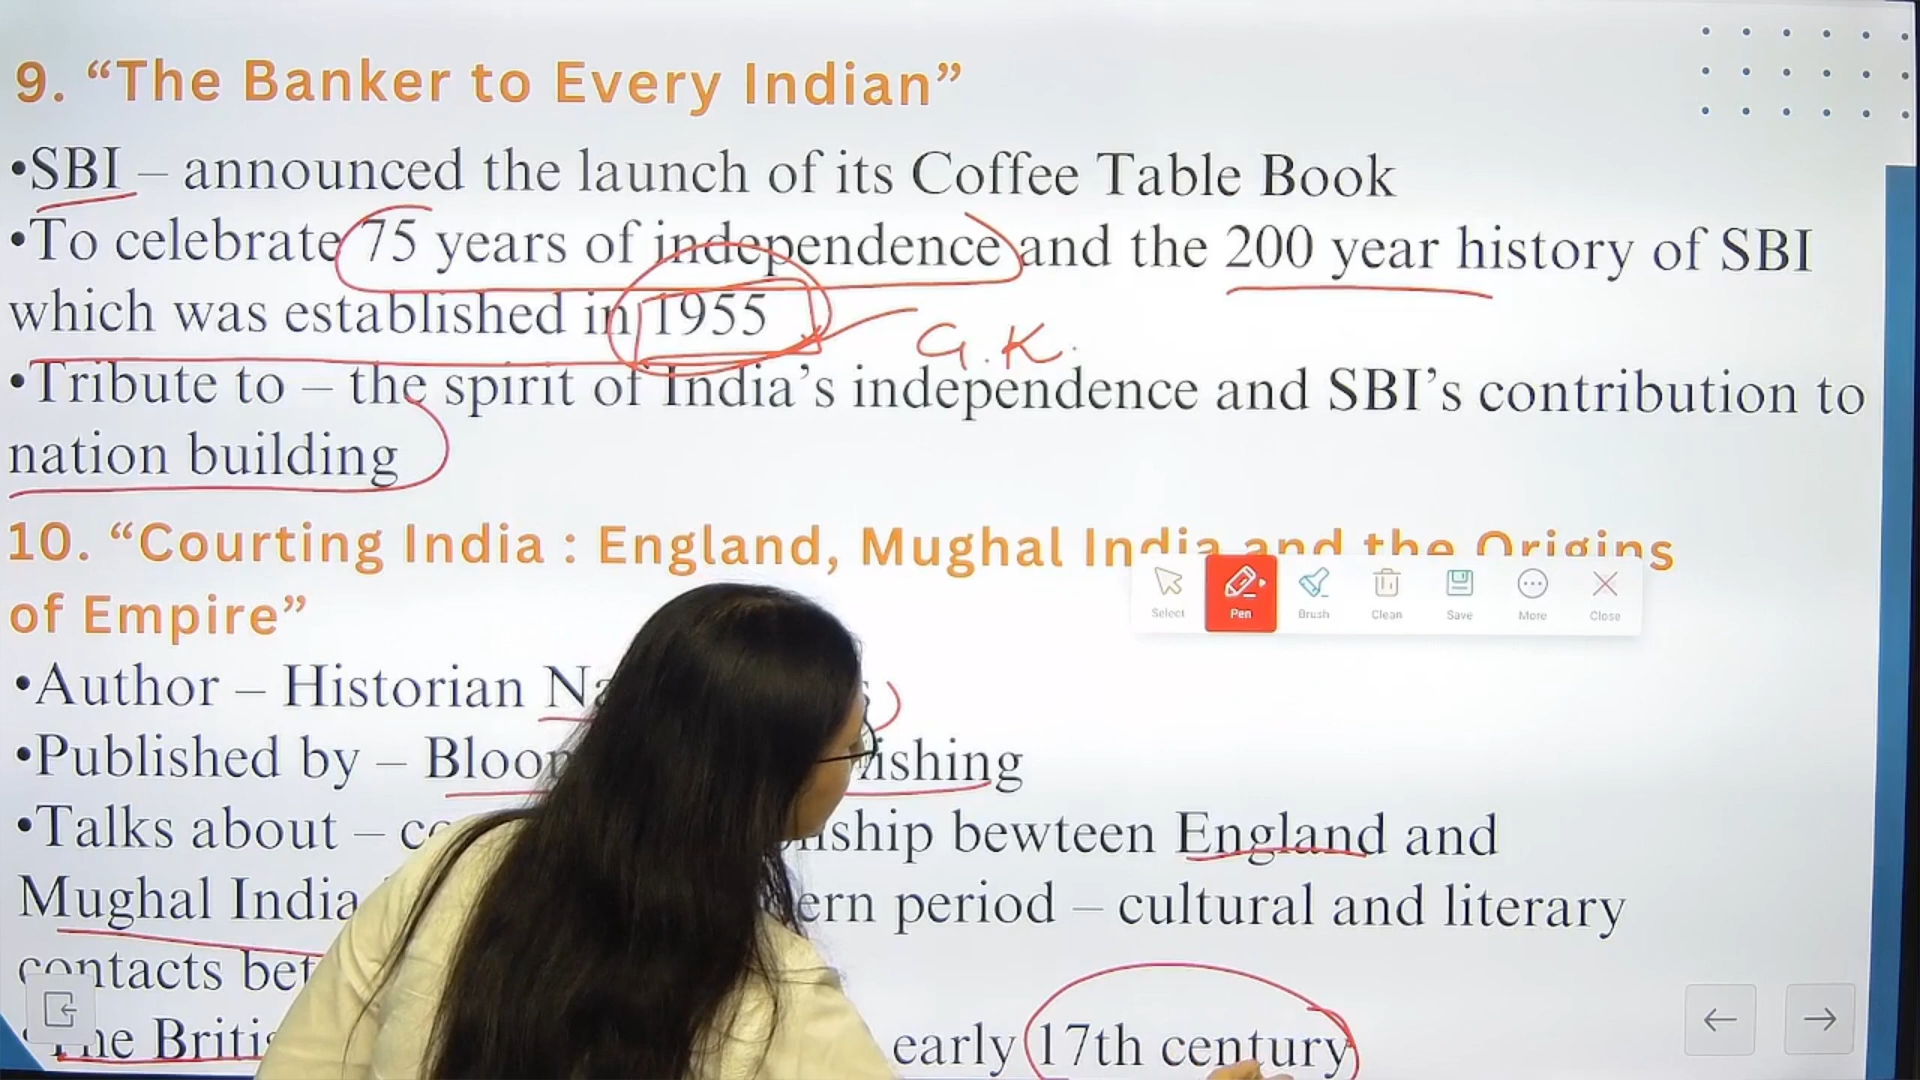 9. “The Banker to Every Indian”
•SBI – announced the launch of its Coffee Table Book
•To celebrate 75 years of independence and the 200 year history of SBI
which was established in 1955
G.K.
•Tribute to – the spirit of India’s independence and SBI’s contribution to
nation building
10. “Courting India : England, Mughal India and the Origins
of Empire”
Select Pen Brush Clean Save More Close
•Author – Historian
•Published by –
•Talks about – bewteen England and
Mughal India period – cultural and literary
contacts
early 17th century